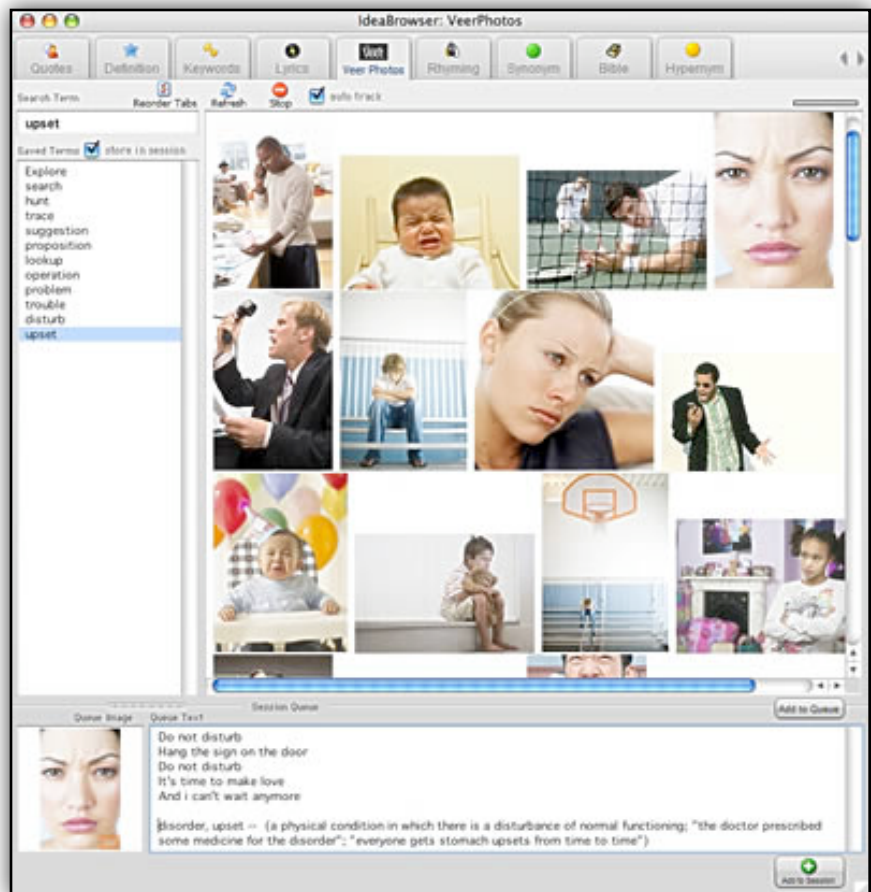 IdeaBrowser: VeerPhotos
Quotes Definition Keywords Lyrics Veer Photos Rhyming Synonym Bible Hypernym
Veer
Search Term Reorder Tabs Refresh Stop auto track
upset
Saved Terms store in session
Explore
search
hunt
trace
suggestion
proposition
lookup
operation
problem
trouble
disturb
upset
Session Queue
Add to Queue
Queue Image Queue Text
Do not disturb
Hang the sign on the door
Do not disturb
It's time to make love
And i can't wait anymore
disorder, upset -- (a physical condition in which there is a disturbance of normal functioning; "the doctor prescribed
some medicine for the disorder"; "everyone gets stomach upsets from time to time")
Add to Session